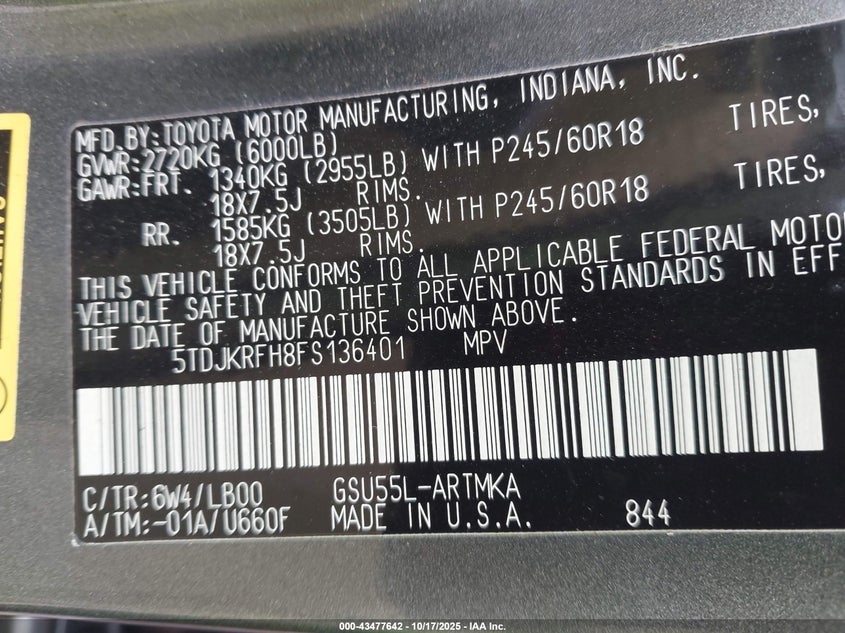 MFD.BY:TOYOTA MOTOR MANUFACTURING, INDIANA, INC.
GVWR:2720KG (6000LB)
GAWR:FRT. 1340KG (2955LB) WITH P245/60R18 TIRES,
18X7.5J RIMS.
RR. 1585KG (3505LB) WITH P245/60R18 TIRES,
18X7.5J RIMS.
THIS VEHICLE CONFORMS TO ALL APPLICABLE FEDERAL MOTO
VEHICLE SAFETY AND THEFT PREVENTION STANDARDS IN EFF
THE DATE OF MANUFACTURE SHOWN ABOVE.
5TDJKRFH8FS136401 MPV
C/TR:6W4/LB00 GSU55L-ARTMKA
A/TM:-01A/U660F MADE IN U.S.A. 844
000-43477642 - 10/17/2025 - IAA Inc.